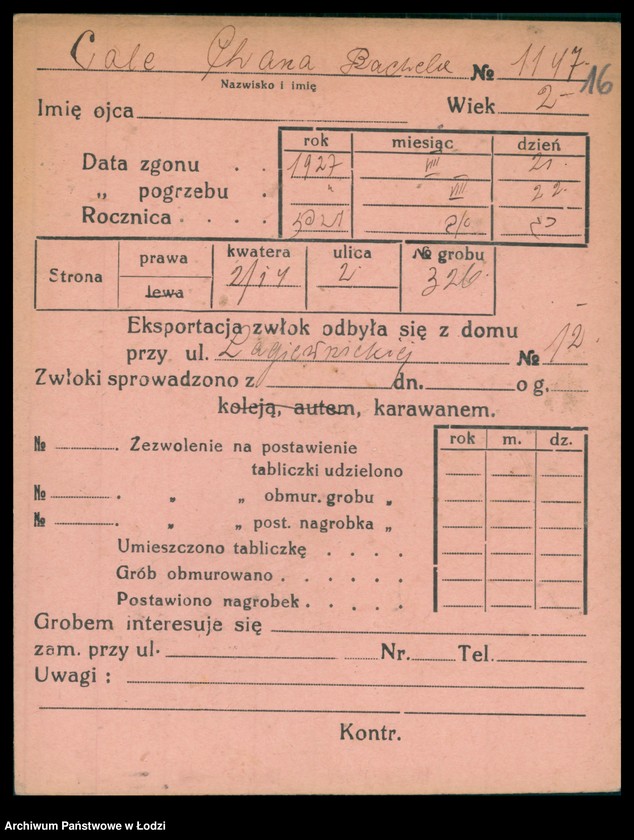 Cale Chana Rachela № 1147
16
Nazwisko i imię
Imię ojca Wiek 2-
rok miesiąc dzień
Data zgonu . . 1927 VIII 21
„ pogrzebu . " VIII 22
Rocznica . . . .
Strona prawa lewa kwatera 2/14 ulica 2 № grobu 326
Eksportacja zwłok odbyła się z domu
przy ul. Łagiewnickiej № 12
Zwłoki sprowadzono z dn. o g.
koleją, autem, karawanem.
rok m. dz.
№ . Zezwolenie na postawienie
tabliczki udzielono
№ . „ „ obmur. grobu „
№ . „ „ post. nagrobka „
Umieszczono tabliczkę . . . .
Grób obmurowano . . . . .
Postawiono nagrobek . . . .
Grobem interesuje się
zam. przy ul. Nr. Tel.
Uwagi :
Kontr.
Archiwum Państwowe w Łodzi